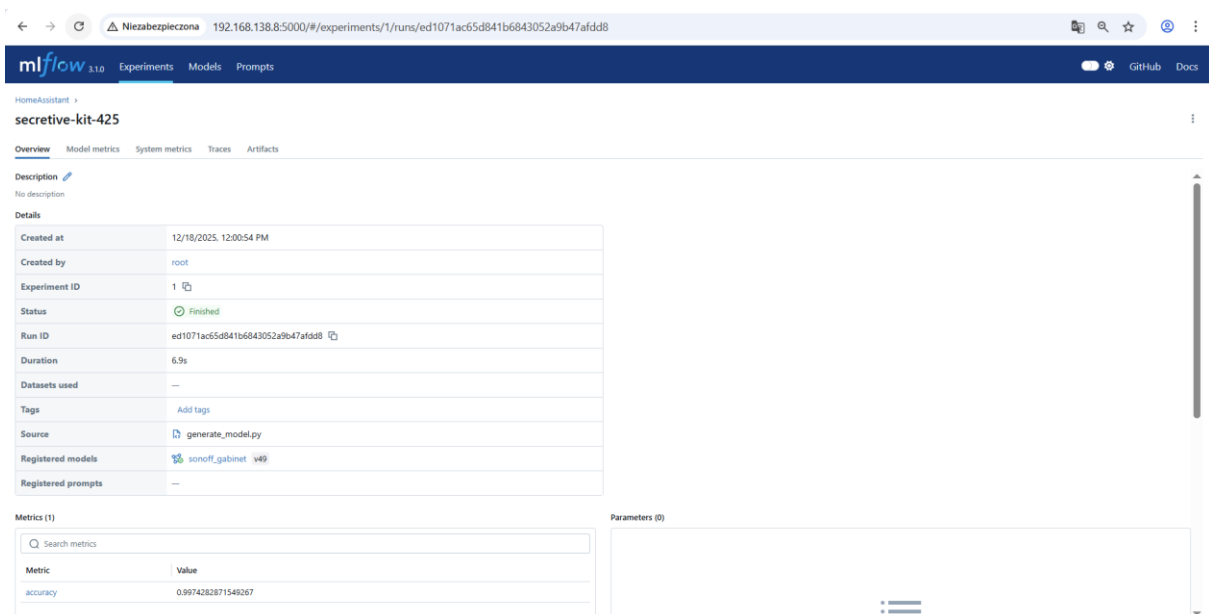 Niezabezpieczona 192.168.138.8:5000/#/experiments/1/runs/ed1071ac65d841b6843052a9b47afdd8
mlflow 3.1.0 Experiments Models Prompts GitHub Docs
HomeAssistant ›
secretive-kit-425
Overview Model metrics System metrics Traces Artifacts
Description
No description
Details
Created at 12/18/2025, 12:00:54 PM
Created by root
Experiment ID 1
Status Finished
Run ID ed1071ac65d841b6843052a9b47afdd8
Duration 6.9s
Datasets used —
Tags Add tags
Source generate_model.py
Registered models sonoff_gabinet v49
Registered prompts —
Metrics (1) Parameters (0)
Search metrics
Metric Value
accuracy 0.9974282871549267